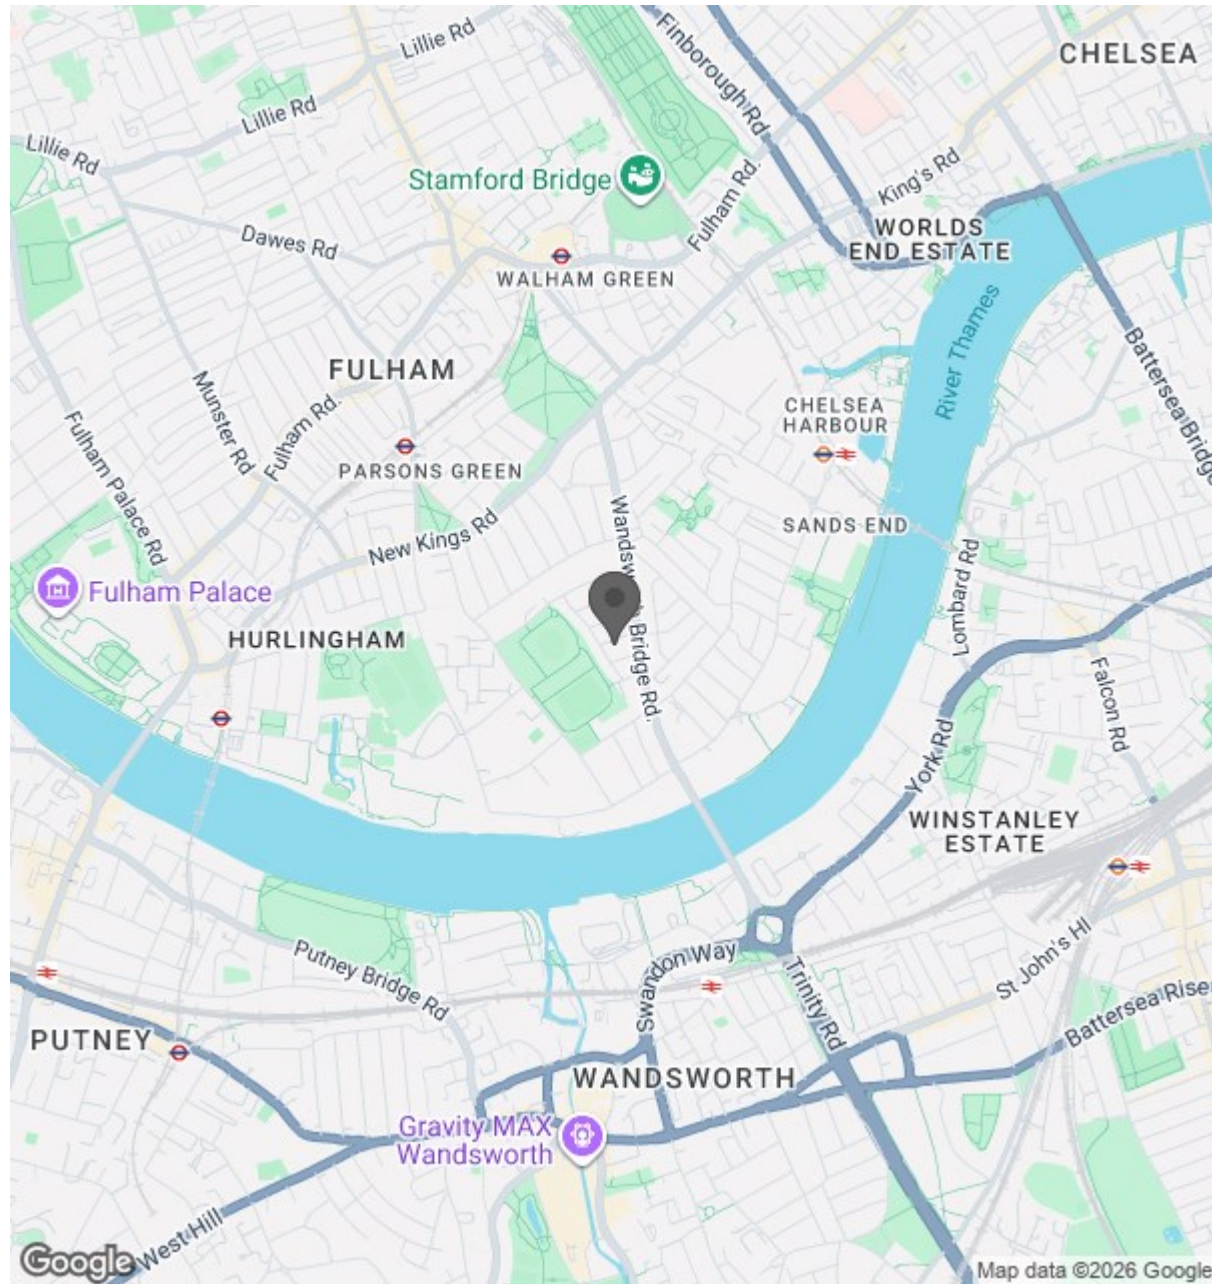 Lillie Rd
Finborough Rd
CHELSEA
Lillie Rd
Lillie Rd
Stamford Bridge
Fulham Rd.
King's Rd
WORLDS
END ESTATE
Dawes Rd
WALHAM GREEN
River Thames
Battersea Bridge
FULHAM
Munster Rd
Fulham Rd.
Fulham Palace Rd
CHELSEA
HARBOUR
PARSONS GREEN
New Kings Rd
Bridge Rd.
SANDS END
Lombard Rd
Fulham Palace
HURLINGHAM
Falcon Rd
York Rd
WINSTANLEY
ESTATE
Putney Bridge Rd
Swandon Way
Trinity Rd
St John's Hl
Battersea Rise
PUTNEY
WANDSWORTH
Gravity MAX
Wandsworth
West Hill
Google
Map data ©2026 Google